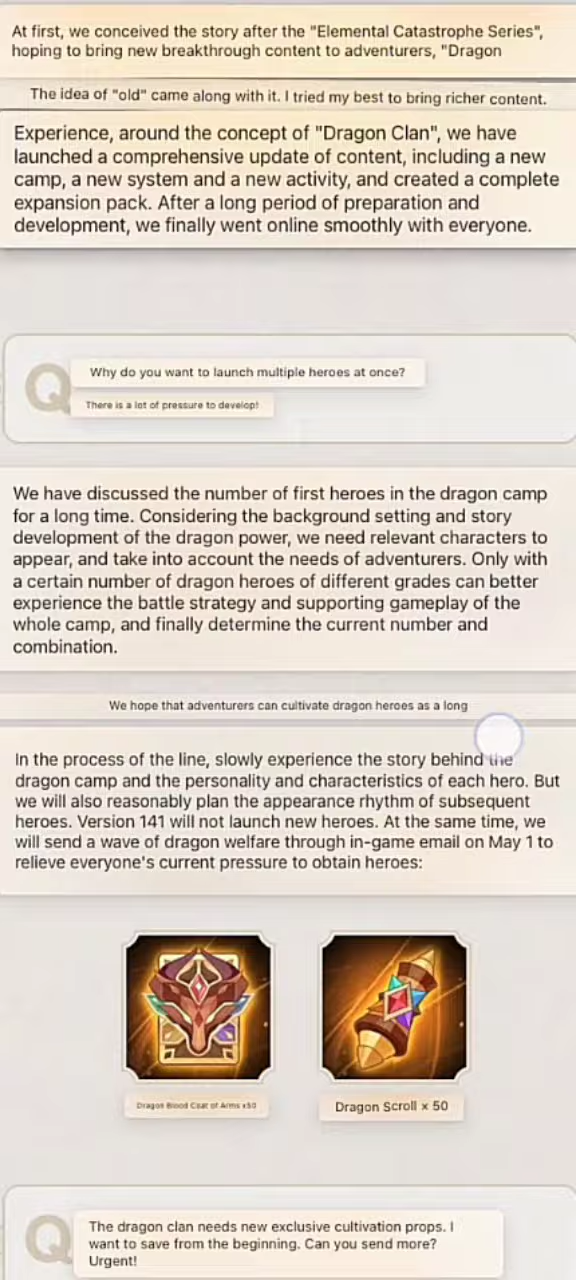 At first, we conceived the story after the "Elemental Catastrophe Series",
hoping to bring new breakthrough content to adventurers, "Dragon
The idea of "old" came along with it. I tried my best to bring richer content.
Experience, around the concept of "Dragon Clan", we have
launched a comprehensive update of content, including a new
camp, a new system and a new activity, and created a complete
expansion pack. After a long period of preparation and
development, we finally went online smoothly with everyone.
Q
Why do you want to launch multiple heroes at once?
There is a lot of pressure to develop!
We have discussed the number of first heroes in the dragon camp
for a long time. Considering the background setting and story
development of the dragon power, we need relevant characters to
appear, and take into account the needs of adventurers. Only with
a certain number of dragon heroes of different grades can better
experience the battle strategy and supporting gameplay of the
whole camp, and finally determine the current number and
combination.
We hope that adventurers can cultivate dragon heroes as a long
In the process of the line, slowly experience the story behind the
dragon camp and the personality and characteristics of each hero. But
we will also reasonably plan the appearance rhythm of subsequent
heroes. Version 141 will not launch new heroes. At the same time, we
will send a wave of dragon welfare through in-game email on May 1 to
relieve everyone's current pressure to obtain heroes:
Dragon Blood Coat of Arms x50
Dragon Scroll x 50
Q
The dragon clan needs new exclusive cultivation props. I
want to save from the beginning. Can you send more?
Urgent!